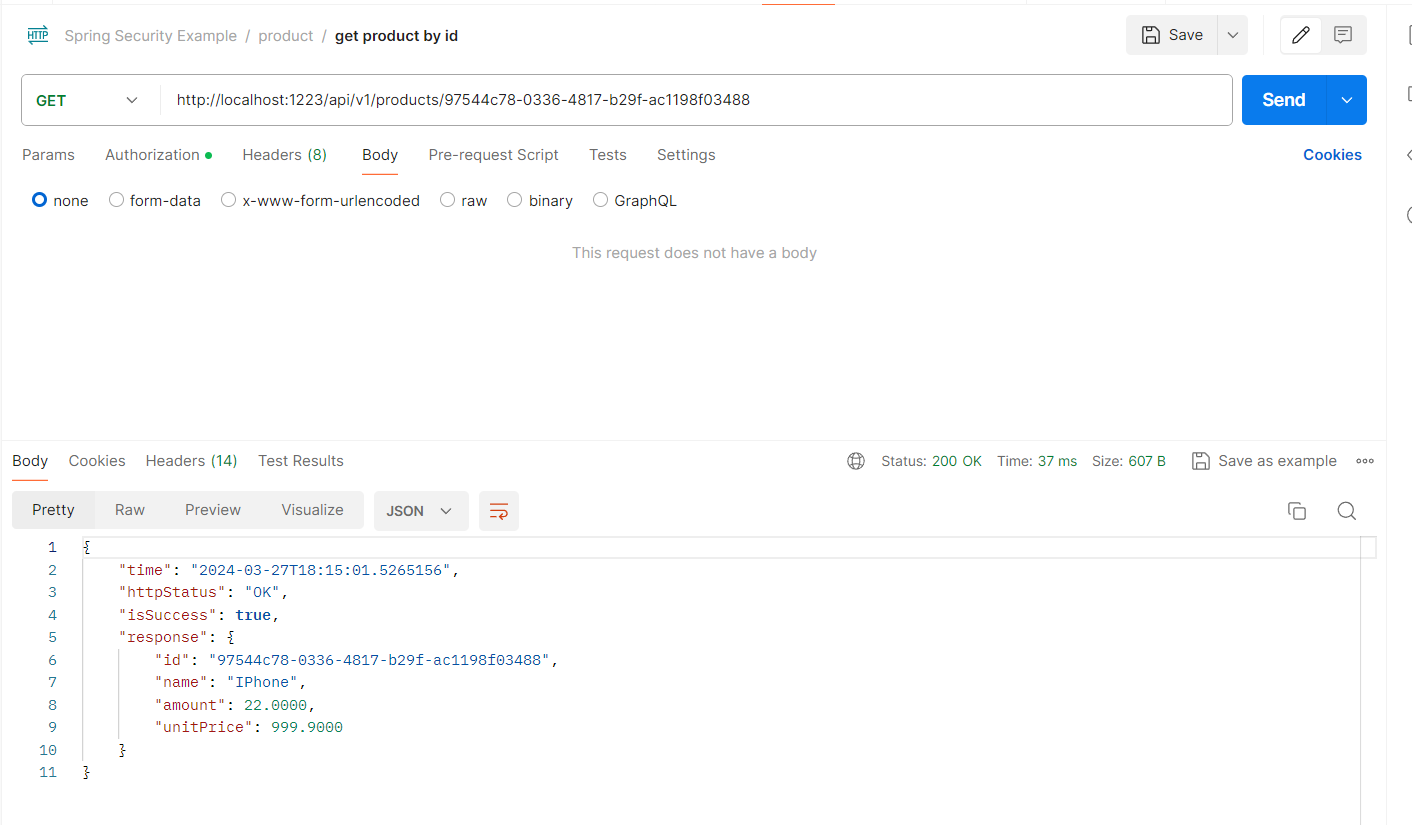 HTTP Spring Security Example / product / get product by id Save
GET http://localhost:1223/api/v1/products/97544c78-0336-4817-b29f-ac1198f03488 Send
Params Authorization Headers (8) Body Pre-request Script Tests Settings Cookies
none form-data x-www-form-urlencoded raw binary GraphQL
This request does not have a body
Body Cookies Headers (14) Test Results Status: 200 OK Time: 37 ms Size: 607 B Save as example
Pretty Raw Preview Visualize JSON
1 {
2 "time": "2024-03-27T18:15:01.5265156",
3 "httpStatus": "OK",
4 "isSuccess": true,
5 "response": {
6 "id": "97544c78-0336-4817-b29f-ac1198f03488",
7 "name": "IPhone",
8 "amount": 22.0000,
9 "unitPrice": 999.9000
10 }
11 }